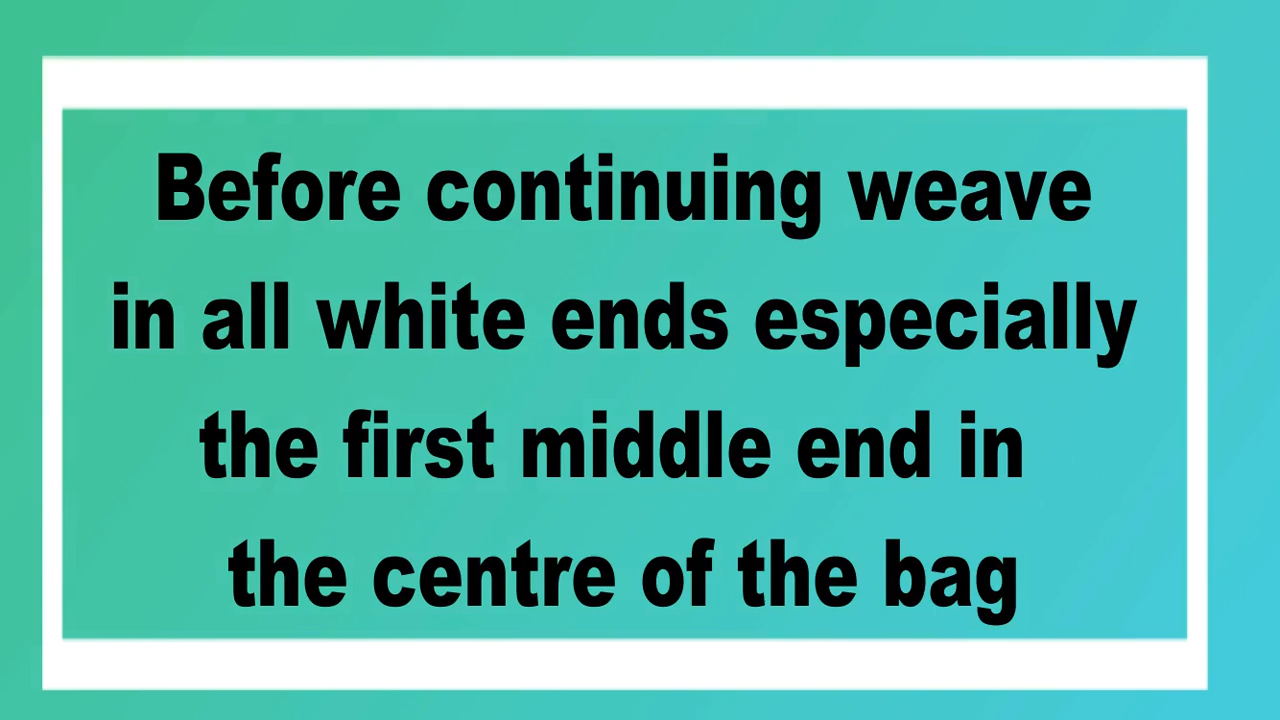 Before continuing weave
in all white ends especially
the first middle end in
the centre of the bag